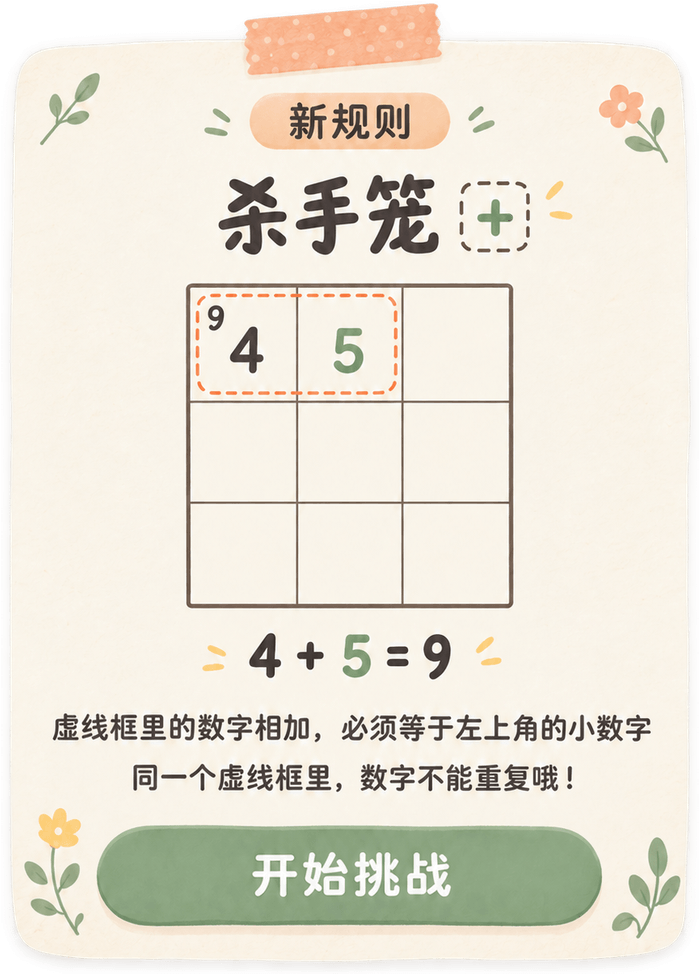 新规则
杀手笼 +
9
4 5
4+5=9
虚线框里的数字相加，必须等于左上角的小数字
同一个虚线框里，数字不能重复哦！
开始挑战